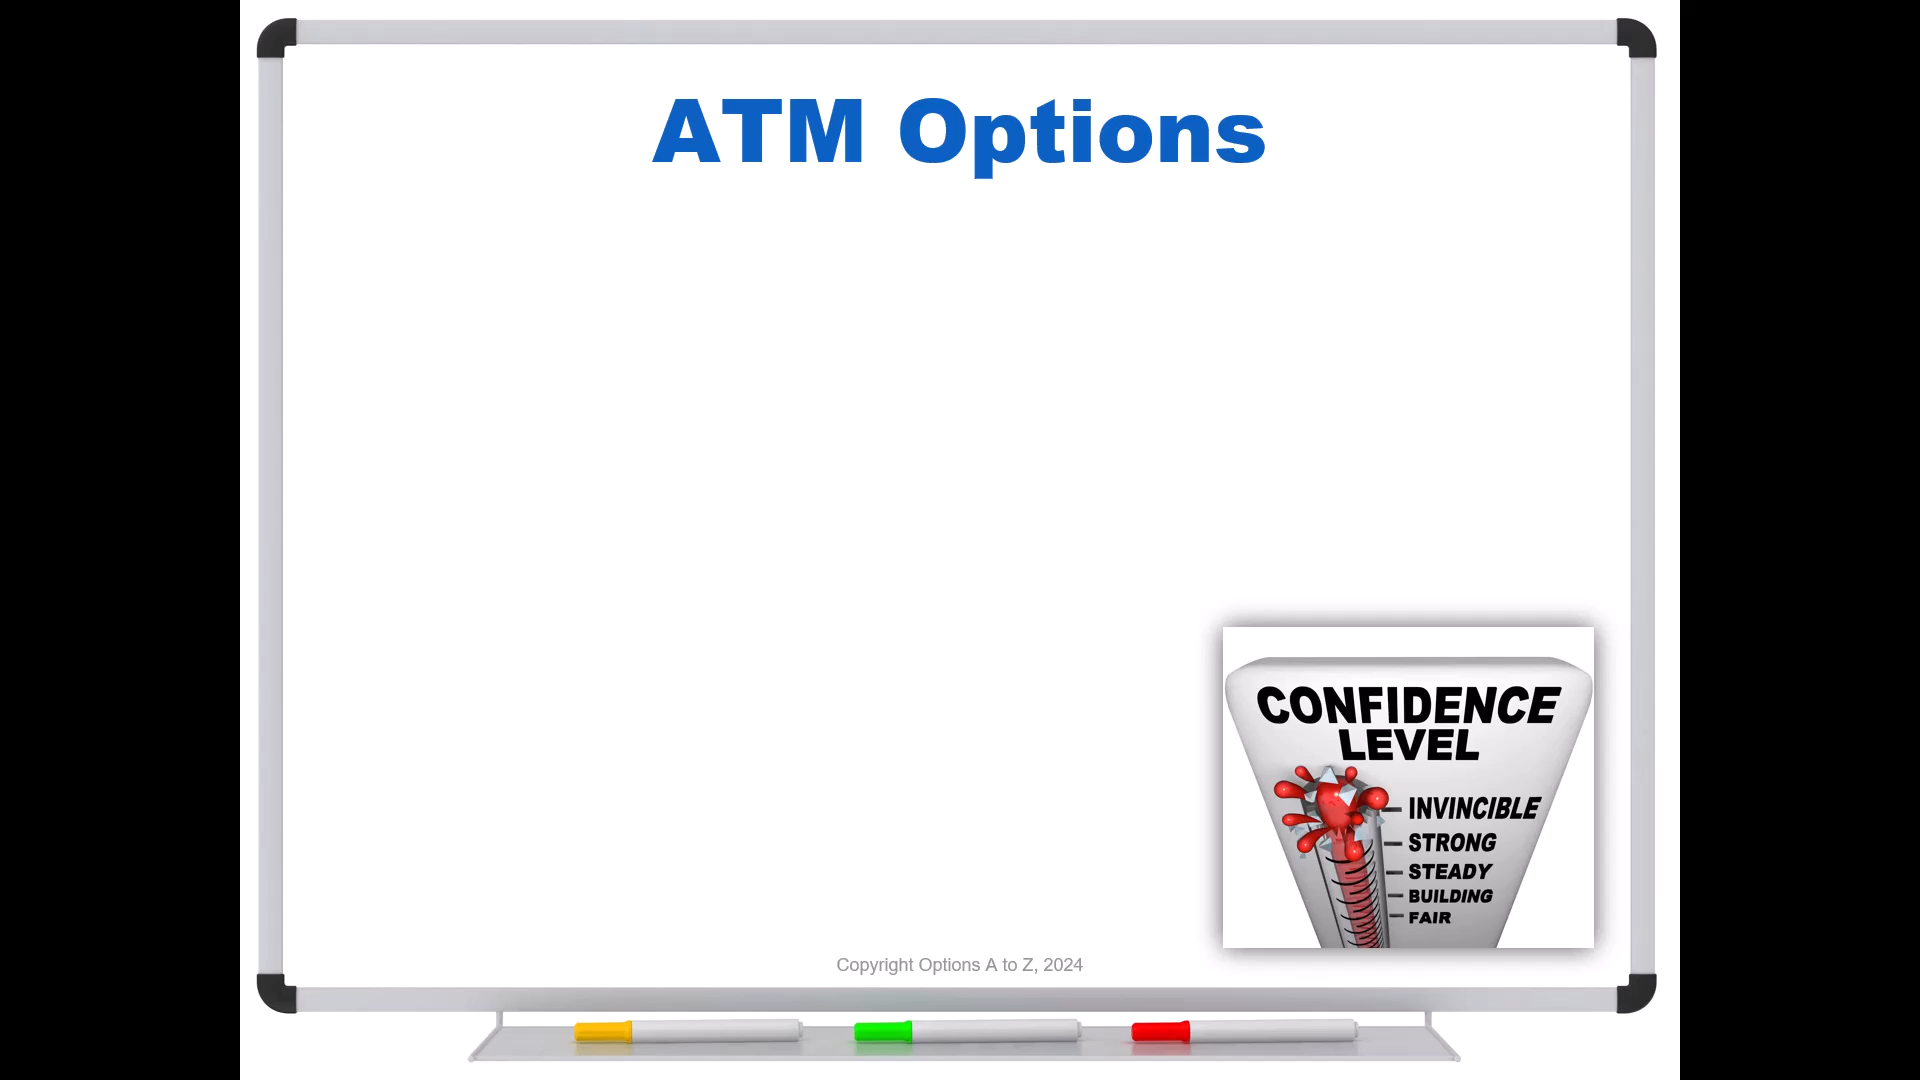 ATM Options
CONFIDENCE
LEVEL
INVINCIBLE
STRONG
STEADY
BUILDING
FAIR
Copyright Options A to Z, 2024